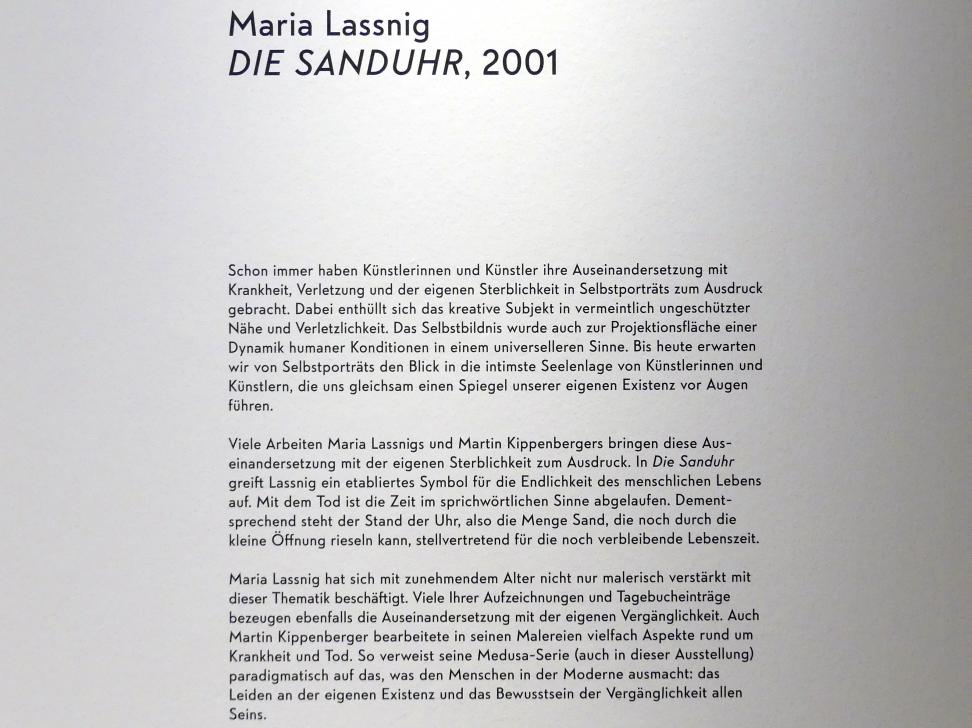 Maria Lassnig
DIE SANDUHR, 2001
Schon immer haben Künstlerinnen und Künstler ihre Auseinandersetzung mit
Krankheit, Verletzung und der eigenen Sterblichkeit in Selbstporträts zum Ausdruck
gebracht. Dabei enthüllt sich das kreative Subjekt in vermeintlich ungeschützter
Nähe und Verletzlichkeit. Das Selbstbildnis wurde auch zur Projektionsfläche einer
Dynamik humaner Konditionen in einem universelleren Sinne. Bis heute erwarten
wir von Selbstporträts den Blick in die intimste Seelenlage von Künstlerinnen und
Künstlern, die uns gleichsam einen Spiegel unserer eigenen Existenz vor Augen
führen.
Viele Arbeiten Maria Lassnigs und Martin Kippenbergers bringen diese Aus-
einandersetzung mit der eigenen Sterblichkeit zum Ausdruck. In Die Sanduhr
greift Lassnig ein etabliertes Symbol für die Endlichkeit des menschlichen Lebens
auf. Mit dem Tod ist die Zeit im sprichwörtlichen Sinne abgelaufen. Dement-
sprechend steht der Stand der Uhr, also die Menge Sand, die noch durch die
kleine Öffnung rieseln kann, stellvertretend für die noch verbleibende Lebenszeit.
Maria Lassnig hat sich mit zunehmendem Alter nicht nur malerisch verstärkt mit
dieser Thematik beschäftigt. Viele Ihrer Aufzeichnungen und Tagebucheinträge
bezeugen ebenfalls die Auseinandersetzung mit der eigenen Vergänglichkeit. Auch
Martin Kippenberger bearbeitete in seinen Malereien vielfach Aspekte rund um
Krankheit und Tod. So verweist seine Medusa-Serie (auch in dieser Ausstellung)
paradigmatisch auf das, was den Menschen in der Moderne ausmacht: das
Leiden an der eigenen Existenz und das Bewusstsein der Vergänglichkeit allen
Seins.